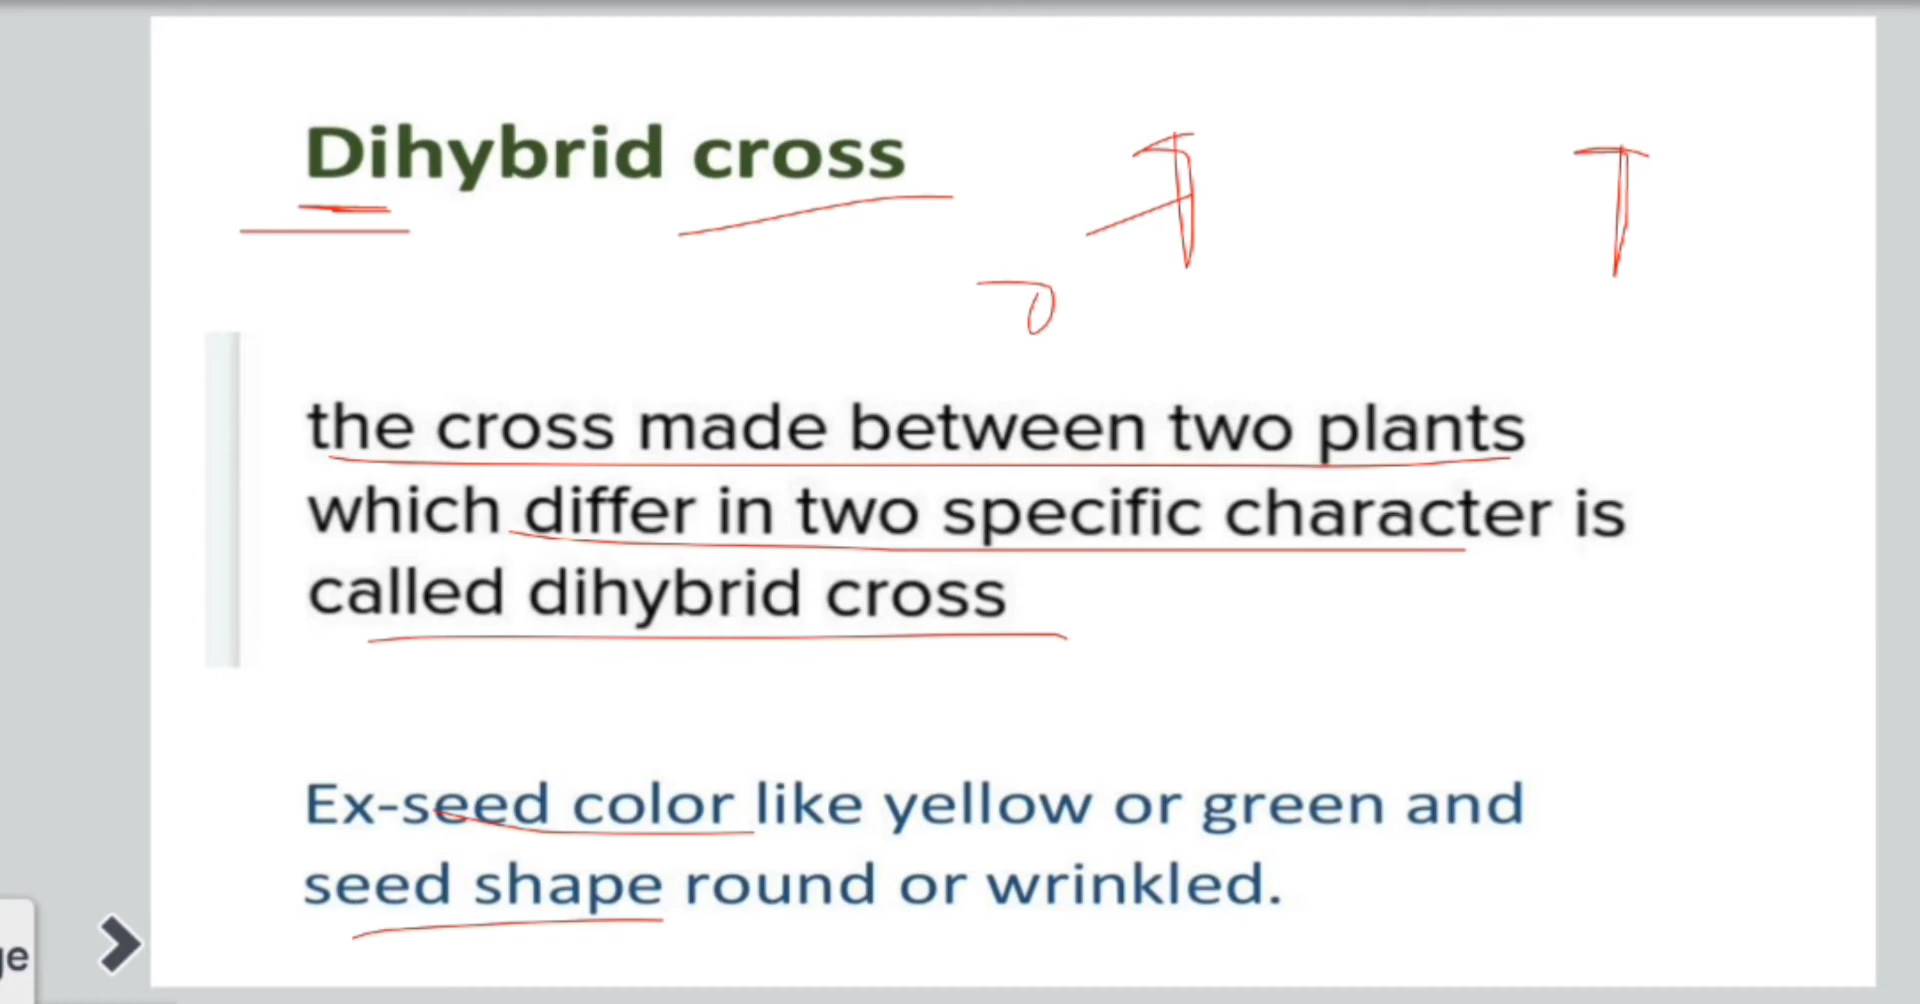 Dihybrid cross
the cross made between two plants
which differ in two specific character is
called dihybrid cross
Ex-seed color like yellow or green and
seed shape round or wrinkled.
ge